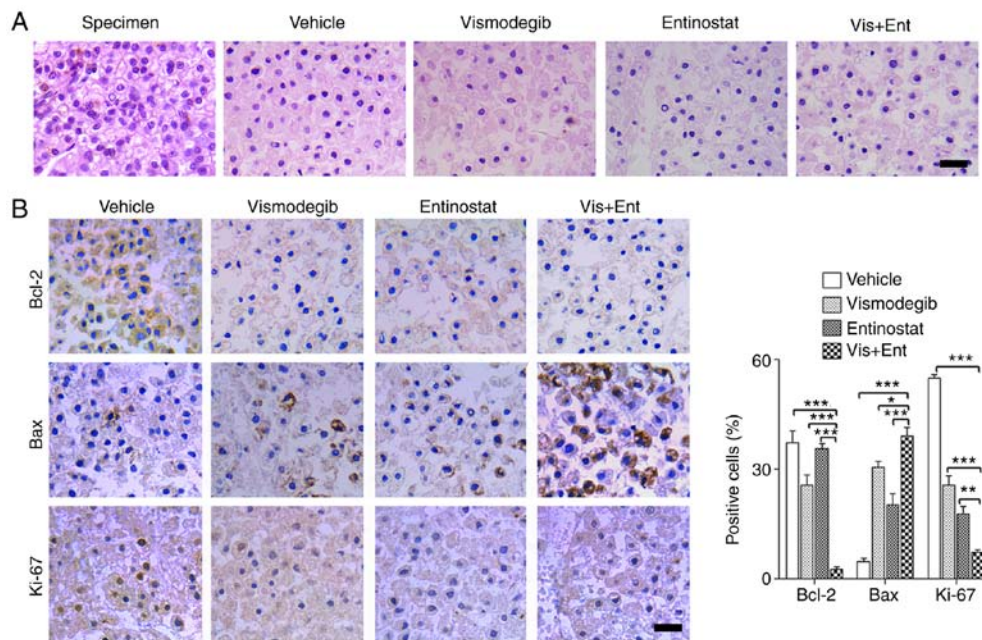 A
Specimen Vehicle Vismodegib Entinostat Vis+Ent
B
Vehicle Vismodegib Entinostat Vis+Ent
Bcl-2
Bax
Ki-67
Vehicle
Vismodegib
Entinostat
Vis+Ent
Positive cells (%)
60
30
0
***
***
***
***
*
***
***
***
**
Bcl-2 Bax Ki-67